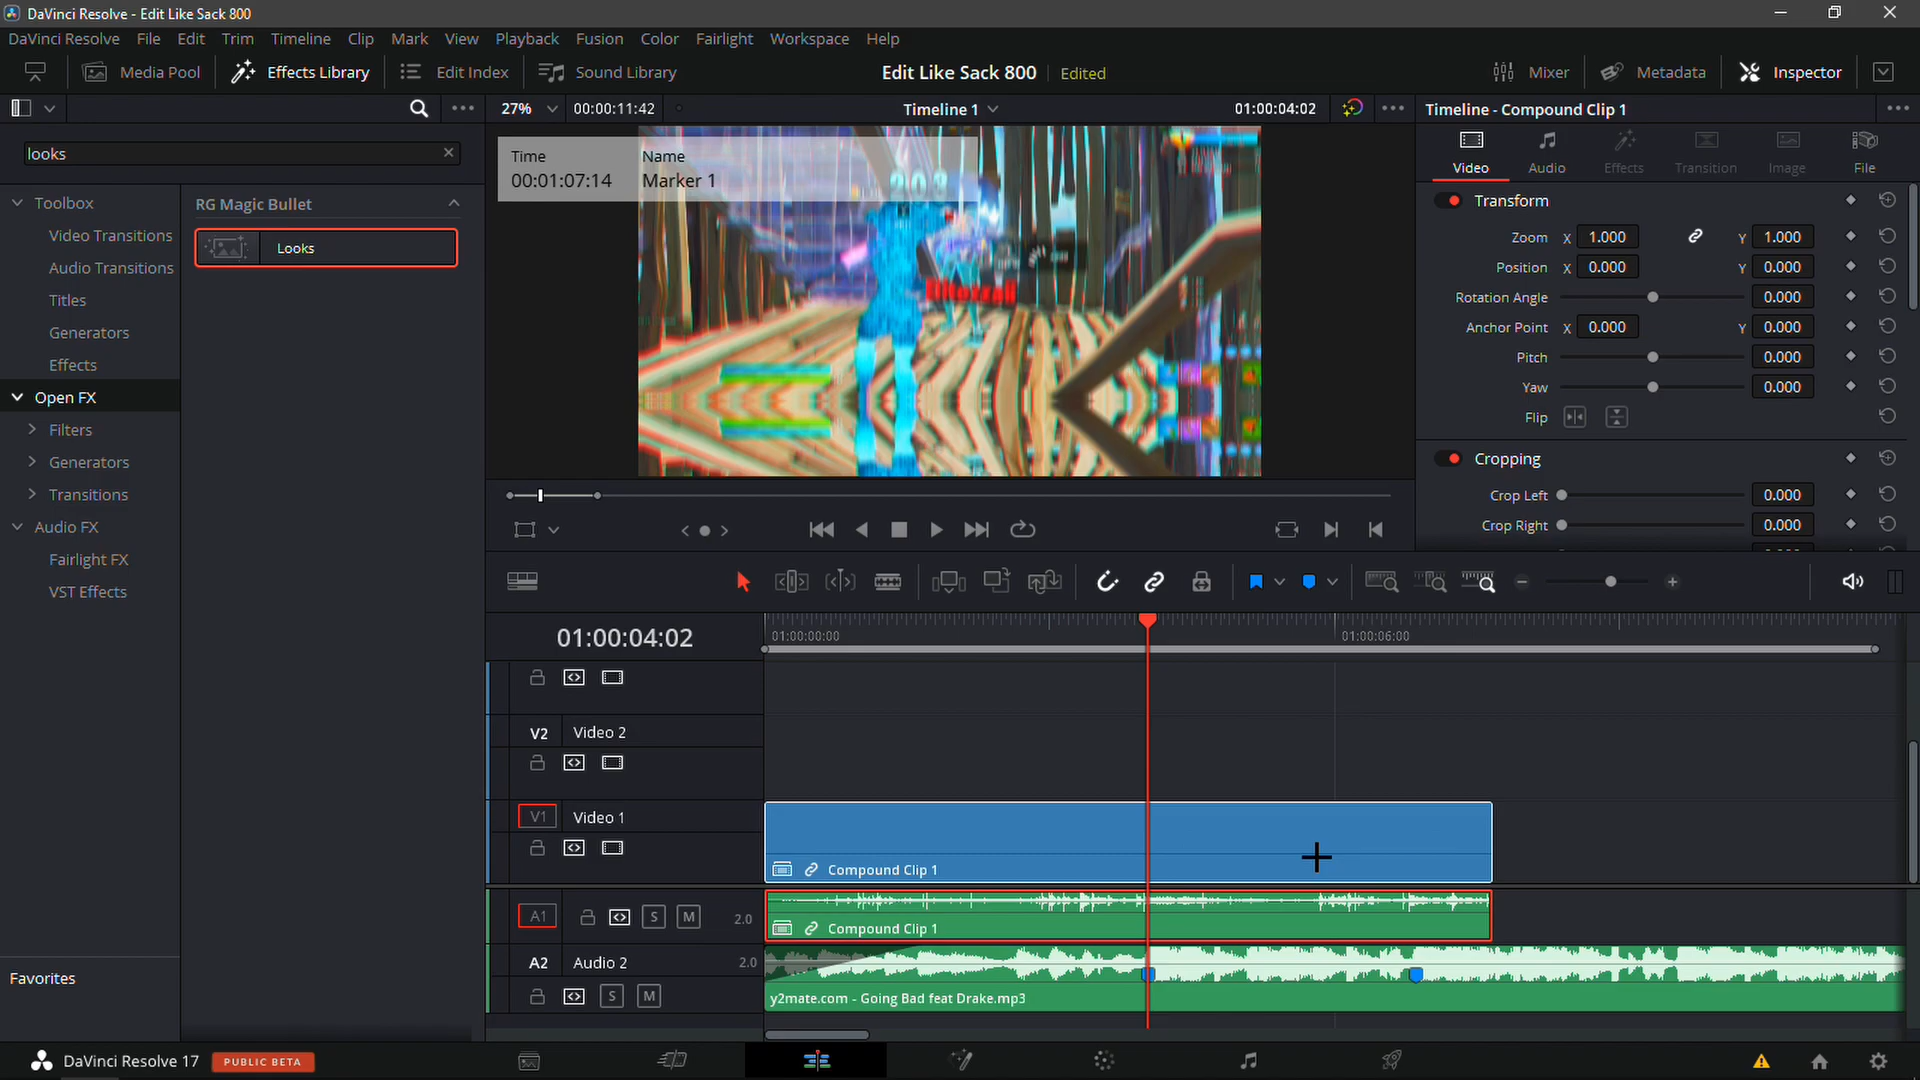 DaVinci Resolve - Edit Like Sack 800
DaVinci Resolve File Edit Trim Timeline Clip Mark View Playback Fusion Color Fairlight Workspace Help
Media Pool Effects Library Edit Index Sound Library Edit Like Sack 800 Edited Mixer Metadata Inspector
27% 00:00:11:42 Timeline 1 01:00:04:02 Timeline - Compound Clip 1
looks
Toolbox
Video Transitions
Audio Transitions
Titles
Generators
Effects
Open FX
Filters
Generators
Transitions
Audio FX
Fairlight FX
VST Effects
Favorites
RG Magic Bullet
Looks
Time Name
00:01:07:14 Marker 1
Video Audio Effects Transition Image File
Transform
Zoom X 1.000 Y 1.000
Position X 0.000 Y 0.000
Rotation Angle 0.000
Anchor Point X 0.000 Y 0.000
Pitch 0.000
Yaw 0.000
Flip
Cropping
Crop Left 0.000
Crop Right 0.000
01:00:04:02
01:00:00:00 01:00:06:00
V2 Video 2
V1 Video 1
Compound Clip 1
A1 S M 2.0
Compound Clip 1
A2 Audio 2 2.0
S M
y2mate.com - Going Bad feat Drake.mp3
DaVinci Resolve 17 PUBLIC BETA